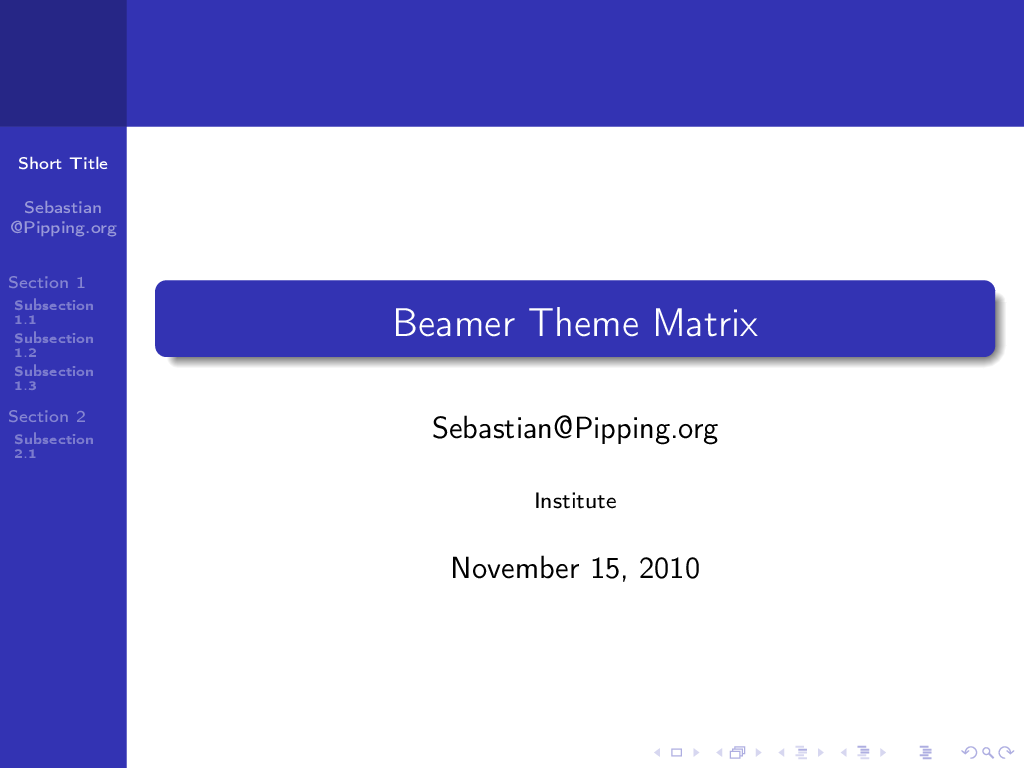 Short Title
Sebastian
@Pipping.org
Section 1
Subsection
1.1
Subsection
1.2
Subsection
1.3
Section 2
Subsection
2.1
Beamer Theme Matrix
Sebastian@Pipping.org
Institute
November 15, 2010